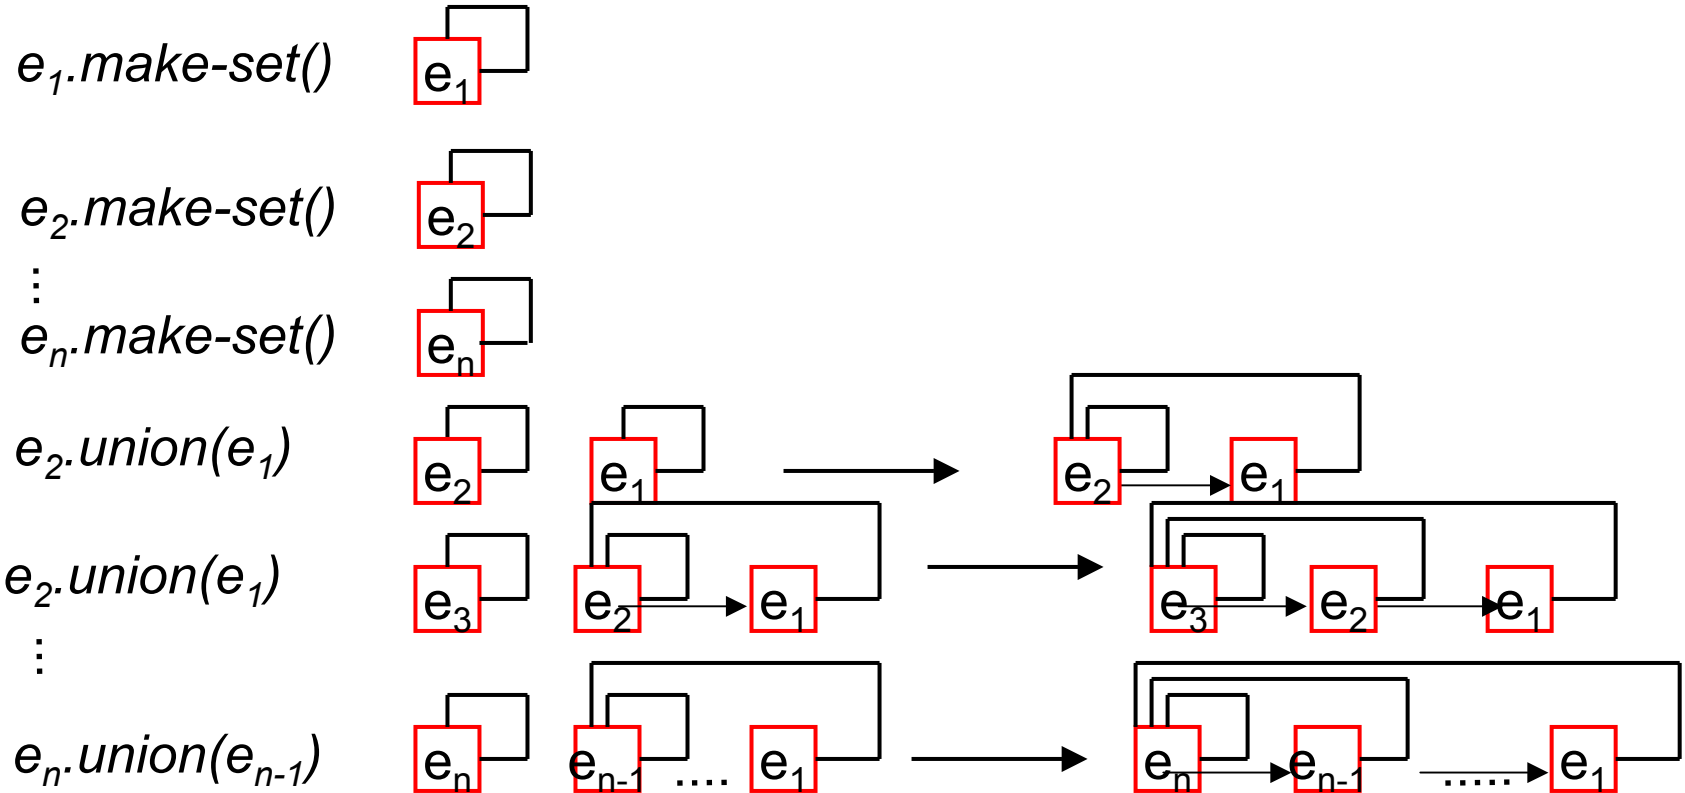 e₁.make-set() e₁
e₂.make-set() e₂
⋮
eₙ.make-set() eₙ
e₂.union(e₁) e₂ e₁ e₂ e₁
e₂.union(e₁) e₃ e₂ e₁ e₃ e₂ e₁
⋮
eₙ.union(eₙ₋₁) eₙ eₙ₋₁ .... e₁ eₙ eₙ₋₁ ..... e₁